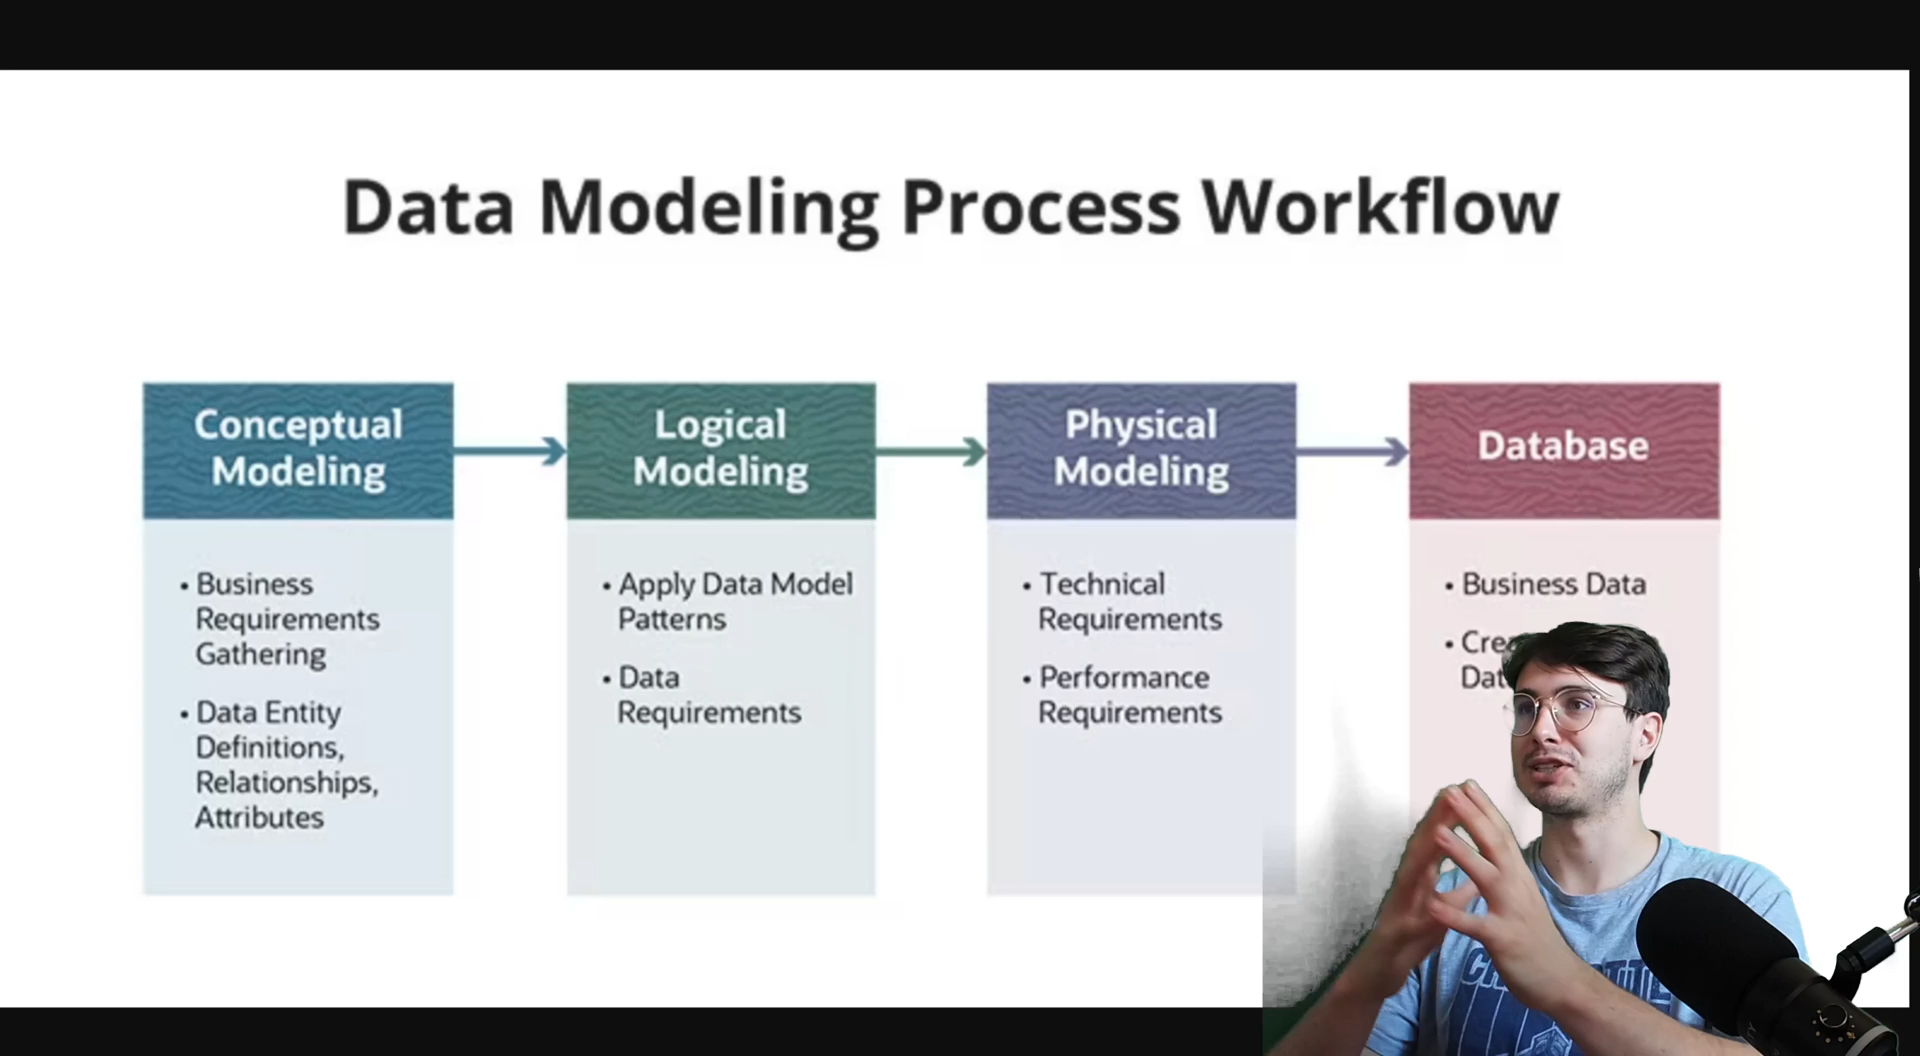 Data Modeling Process Workflow
Conceptual
Modeling
• Business
Requirements
Gathering
• Data Entity
Definitions,
Relationships,
Attributes
Logical
Modeling
• Apply Data Model
Patterns
• Data
Requirements
Physical
Modeling
• Technical
Requirements
• Performance
Requirements
Database
• Business Data